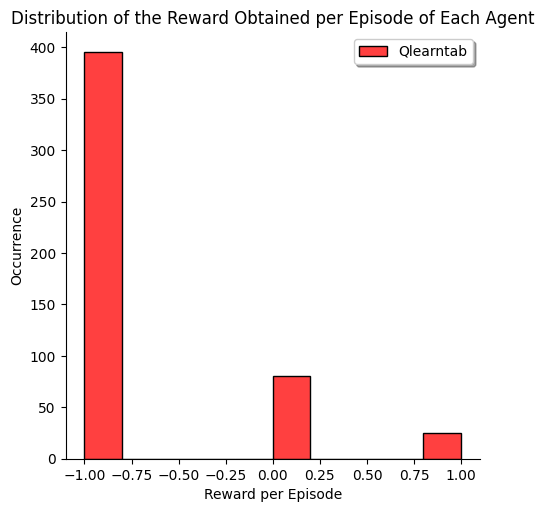 Distribution of the Reward Obtained per Episode of Each Agent
Qlearntab
400
350
300
250
200
150
100
50
0
Occurrence
−1.00 −0.75 −0.50 −0.25 0.00 0.25 0.50 0.75 1.00
Reward per Episode